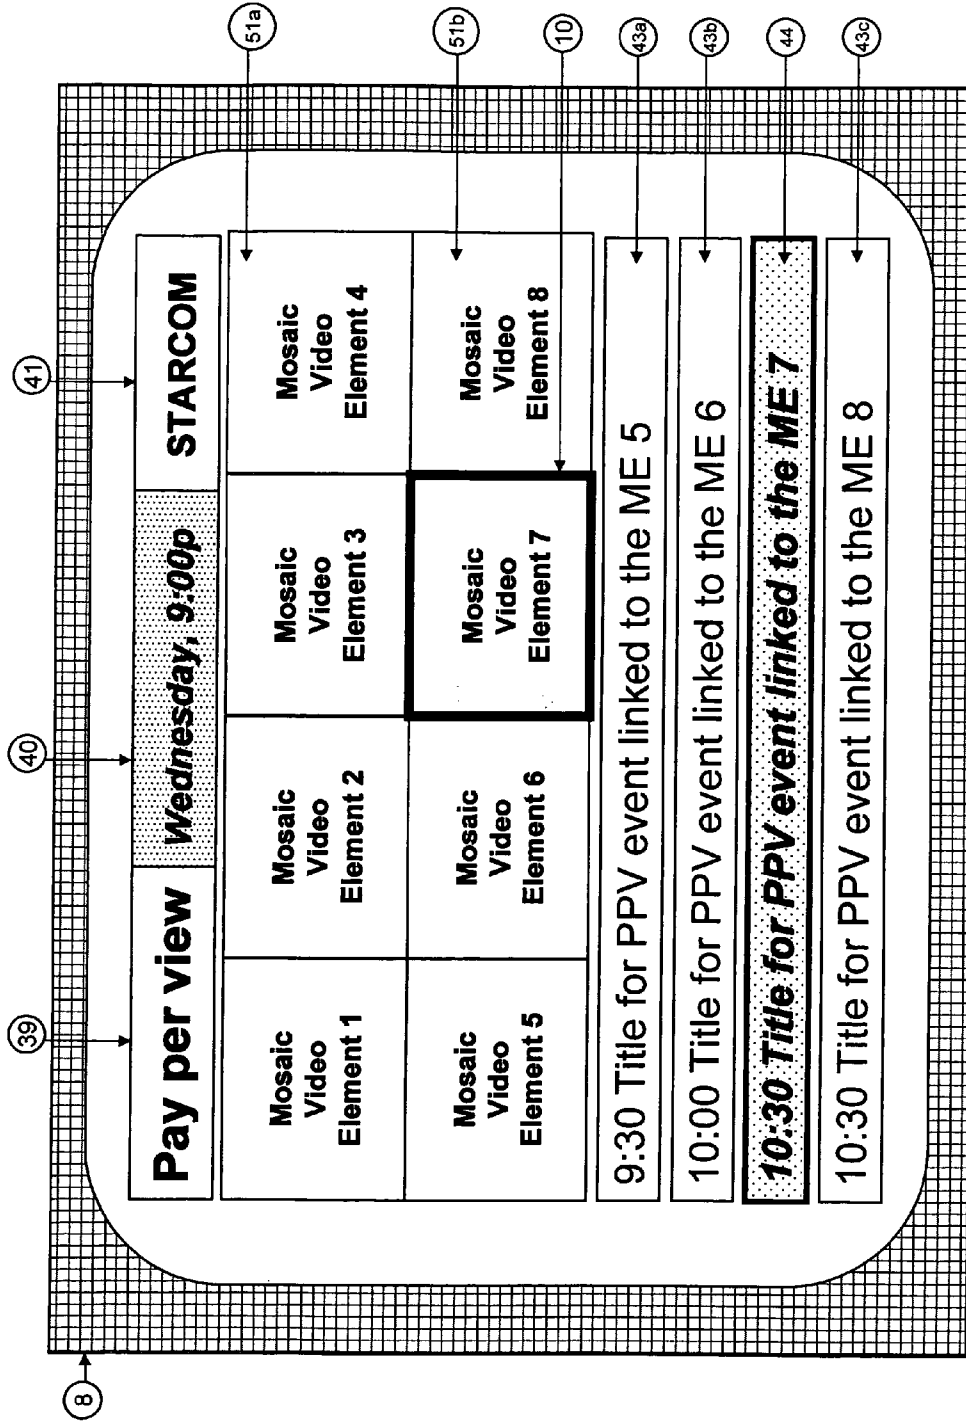 39
40
41
8
Pay per view
Wednesday, 9:00p
STARCOM
Mosaic
Video
Element 1
Mosaic
Video
Element 2
Mosaic
Video
Element 3
Mosaic
Video
Element 4
51a
Mosaic
Video
Element 5
Mosaic
Video
Element 6
Mosaic
Video
Element 7
Mosaic
Video
Element 8
51b
10
9:30 Title for PPV event linked to the ME 5
43a
10:00 Title for PPV event linked to the ME 6
43b
10:30 Title for PPV event linked to the ME 7
44
10:30 Title for PPV event linked to the ME 8
43c